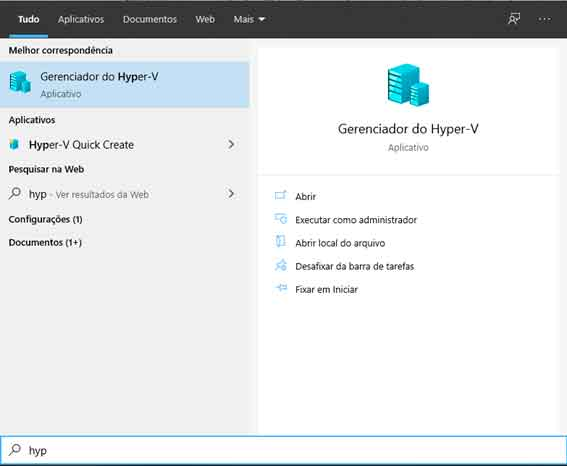 Tudo Aplicativos Documentos Web Mais
Melhor correspondência
Gerenciador do Hyper-V
Aplicativo
Aplicativos
Hyper-V Quick Create
Pesquisar na Web
hyp - Ver resultados da Web
Configurações (1)
Documentos (1+)
Gerenciador do Hyper-V
Aplicativo
Abrir
Executar como administrador
Abrir local do arquivo
Desafixar da barra de tarefas
Fixar em Iniciar
hyp